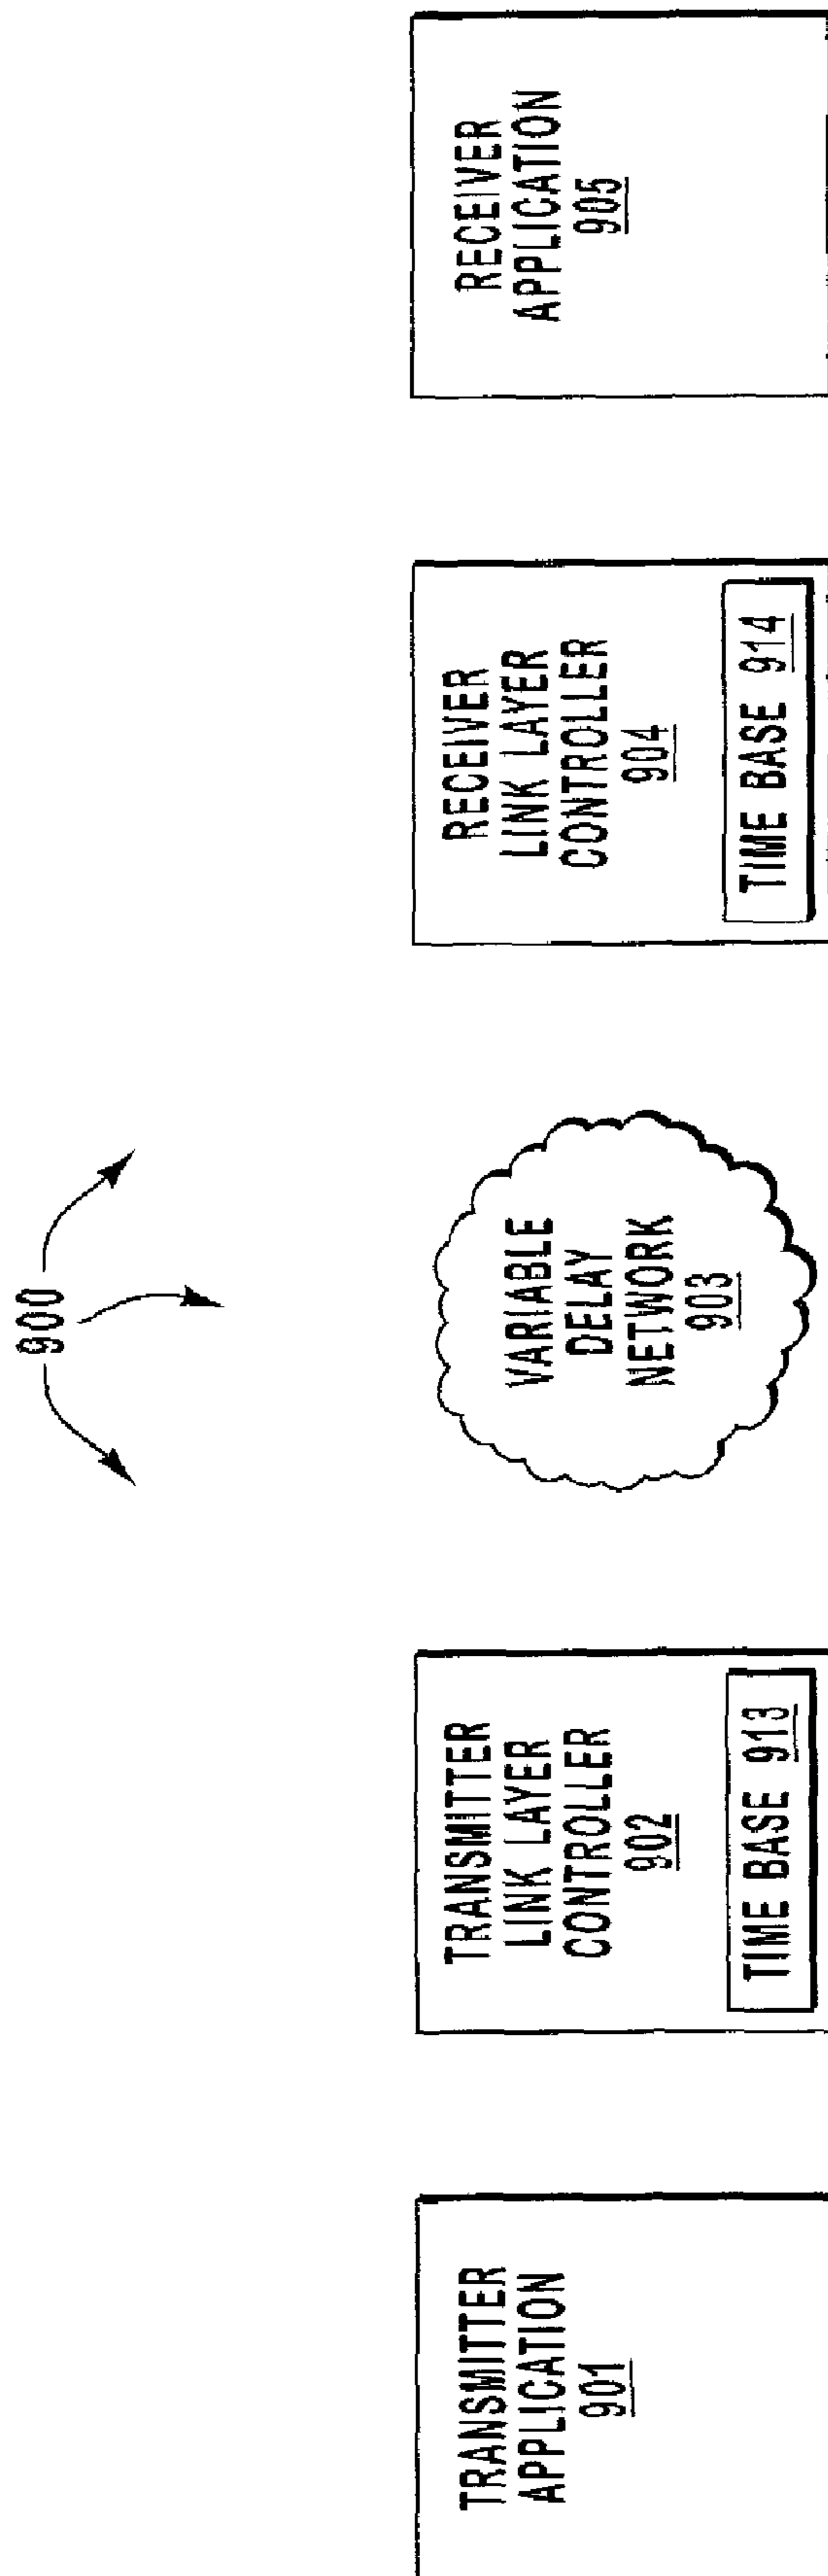 900
TRANSMITTER
APPLICATION
901
TRANSMITTER
LINK LAYER
CONTROLLER
902
TIME BASE 913
VARIABLE
DELAY
NETWORK
903
RECEIVER
LINK LAYER
CONTROLLER
904
TIME BASE 914
RECEIVER
APPLICATION
905